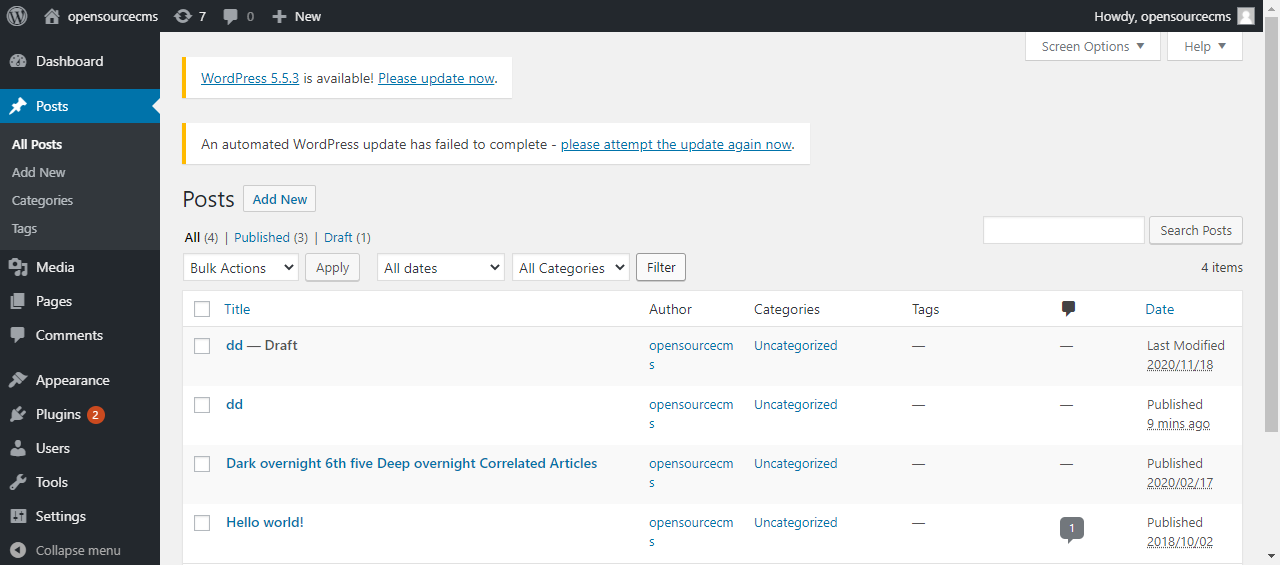 opensourcecms 7 0 New Howdy, opensourcecms
Screen Options Help
Dashboard
Posts
All Posts
Add New
Categories
Tags
Media
Pages
Comments
Appearance
Plugins 2
Users
Tools
Settings
Collapse menu
WordPress 5.5.3 is available! Please update now.
An automated WordPress update has failed to complete - please attempt the update again now.
Posts Add New
All (4) | Published (3) | Draft (1)
Search Posts
Bulk Actions Apply All dates All Categories Filter 4 items
Title Author Categories Tags Date
dd — Draft opensourcecm Uncategorized — — Last Modified
s 2020/11/18
dd opensourcecm Uncategorized — — Published
s 9 mins ago
Dark overnight 6th five Deep overnight Correlated Articles opensourcecm Uncategorized — — Published
s 2020/02/17
Hello world! opensourcecm Uncategorized — 1 Published
s 2018/10/02